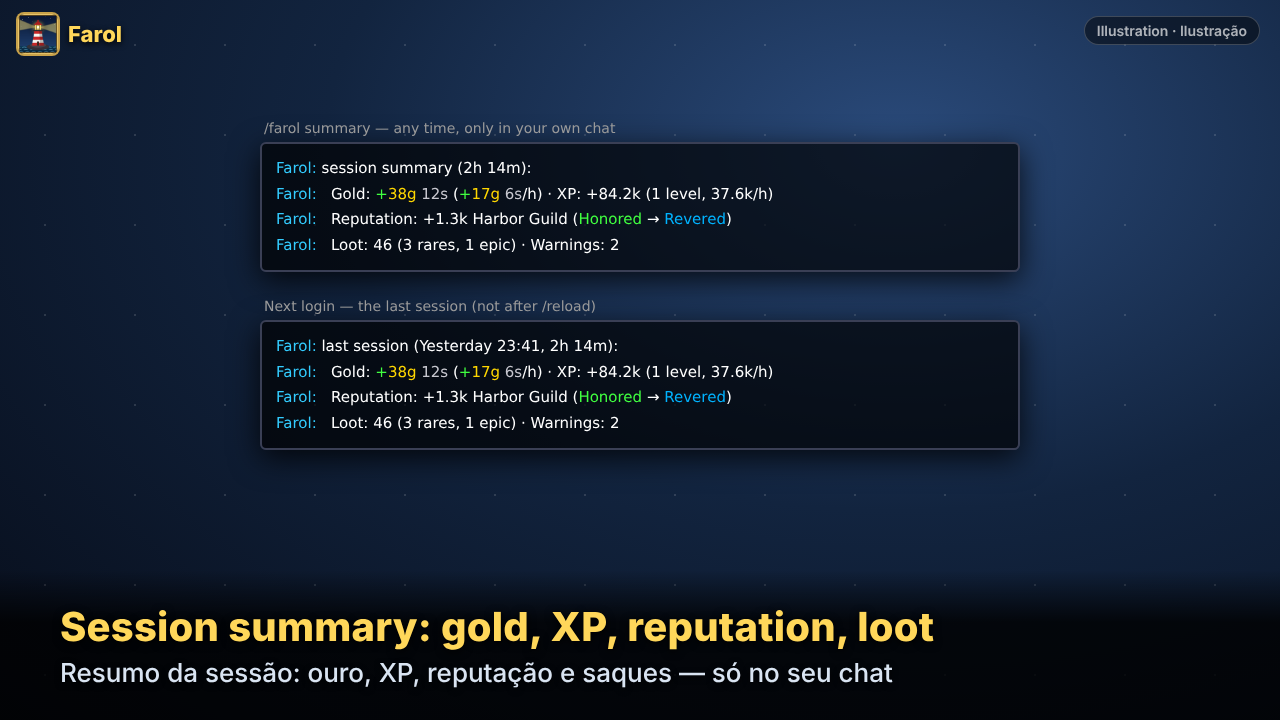 Farol
Illustration · Ilustração
/farol summary — any time, only in your own chat
Farol: session summary (2h 14m):
Farol: Gold: +38g 12s (+17g 6s/h) · XP: +84.2k (1 level, 37.6k/h)
Farol: Reputation: +1.3k Harbor Guild (Honored → Revered)
Farol: Loot: 46 (3 rares, 1 epic) · Warnings: 2
Next login — the last session (not after /reload)
Farol: last session (Yesterday 23:41, 2h 14m):
Farol: Gold: +38g 12s (+17g 6s/h) · XP: +84.2k (1 level, 37.6k/h)
Farol: Reputation: +1.3k Harbor Guild (Honored → Revered)
Farol: Loot: 46 (3 rares, 1 epic) · Warnings: 2
Session summary: gold, XP, reputation, loot
Resumo da sessão: ouro, XP, reputação e saques — só no seu chat